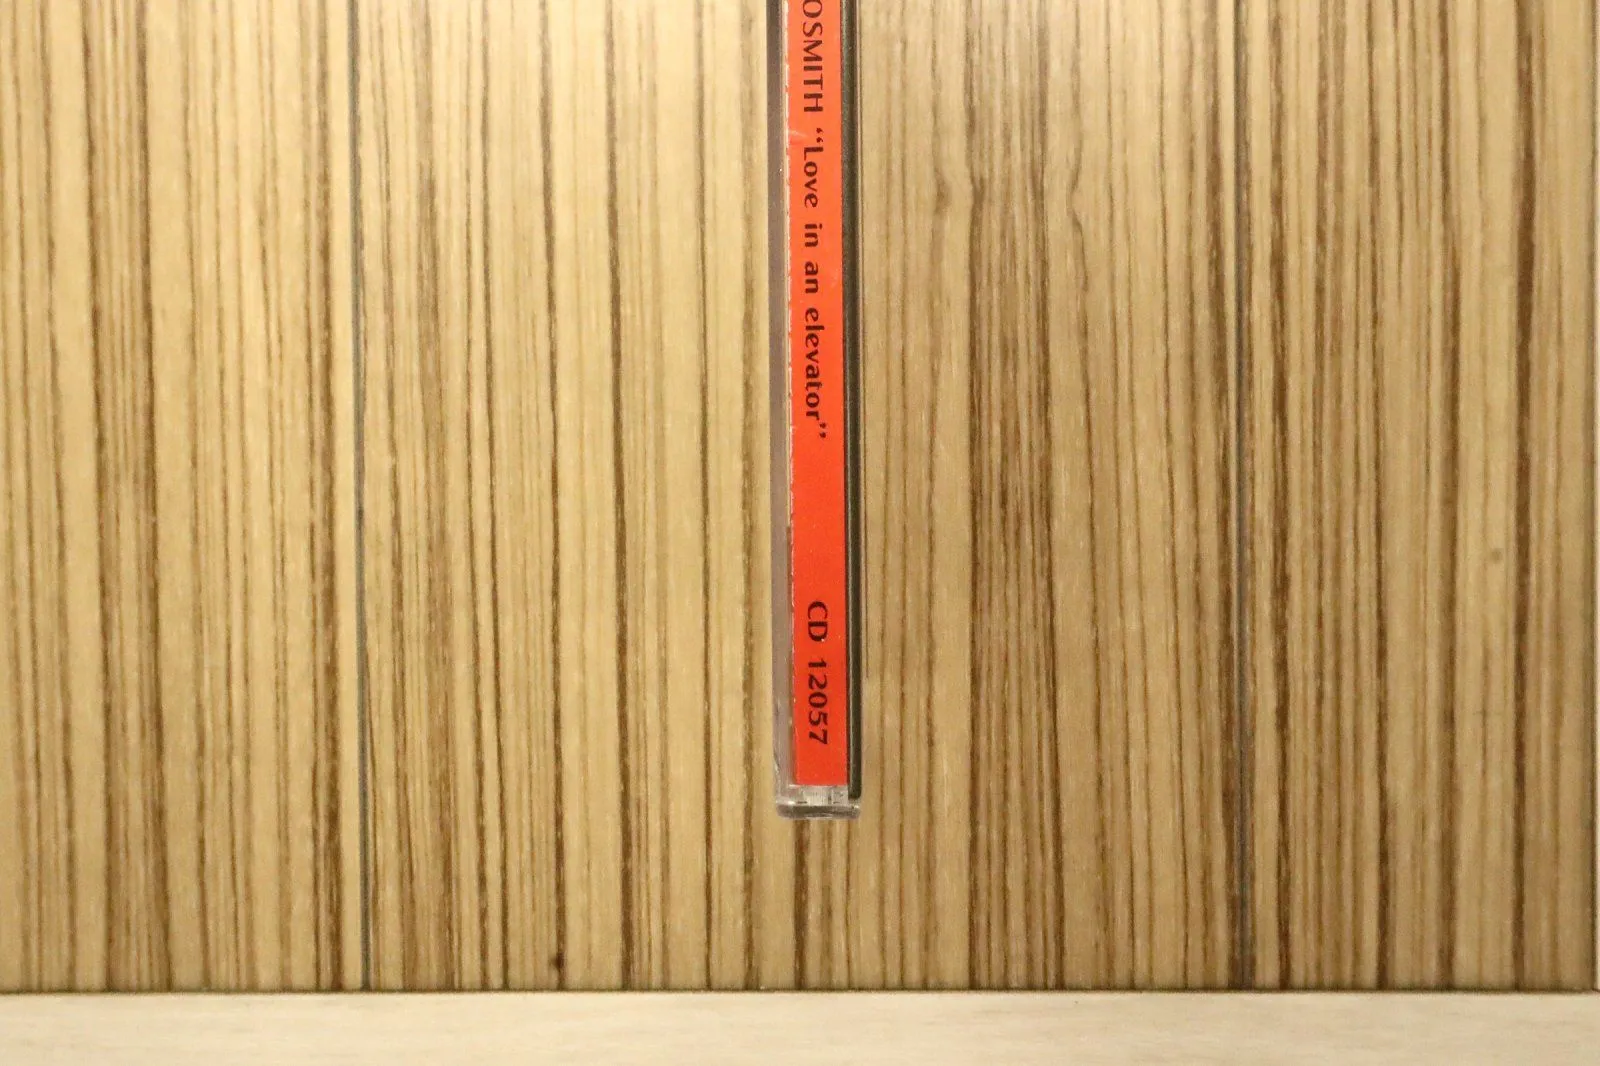 OSMITH “Love in an elevator” CD 12057